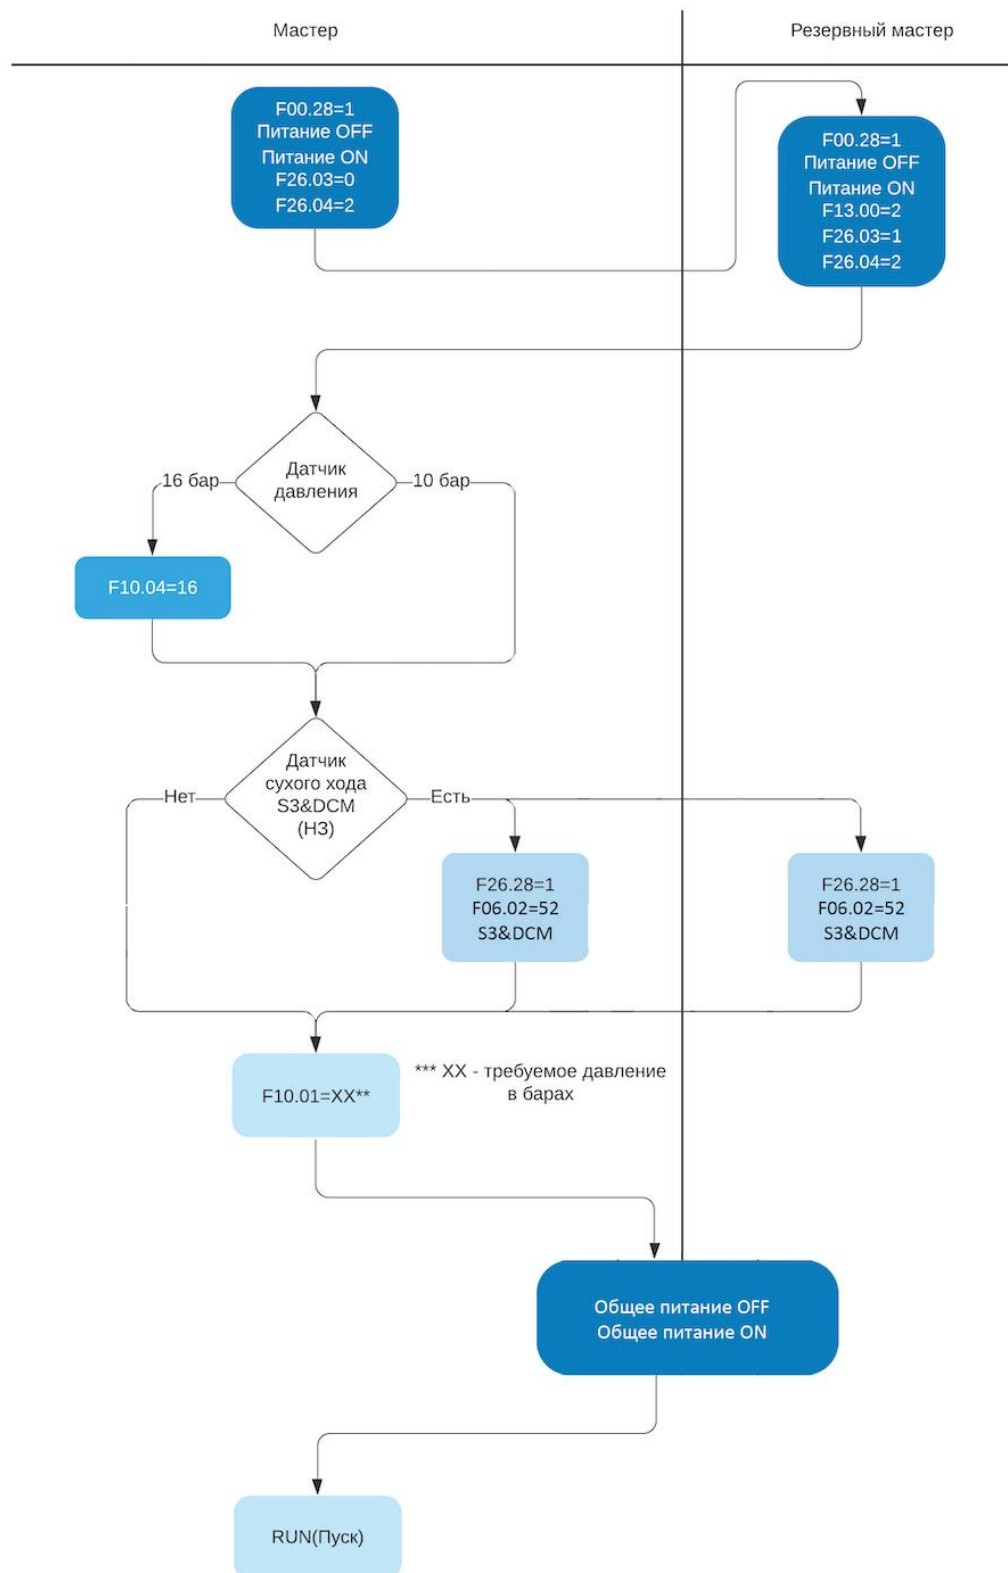 Мастер
Резервный мастер
F00.28=1
Питание OFF
Питание ON
F26.03=0
F26.04=2
F00.28=1
Питание OFF
Питание ON
F13.00=2
F26.03=1
F26.04=2
Датчик
давления
16 бар
10 бар
F10.04=16
Датчик
сухого хода
S3&DCM
(НЗ)
Нет
Есть
F26.28=1
F06.02=52
S3&DCM
F26.28=1
F06.02=52
S3&DCM
F10.01=XX**
*** XX - требуемое давление
в барах
Общее питание OFF
Общее питание ON
RUN(Пуск)